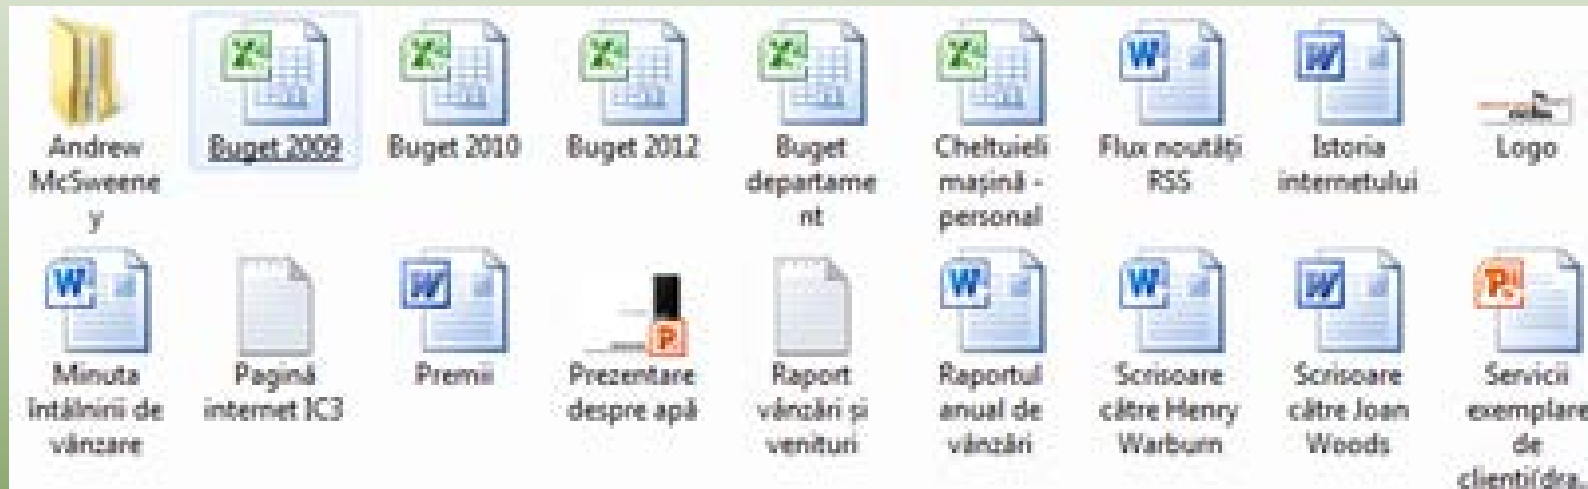 Andrew
McSweene
y
Buget 2009
Buget 2010
Buget 2012
Buget
departame
nt
Cheltuieli
mașină -
personal
Flux noutăți
RSS
Istoria
internetului
Logo
Minuta
întâlnirii de
vânzare
Pagină
internet IC3
Premii
Prezentare
despre apă
Raport
vânzări și
venituri
Raportul
anual de
vânzări
Scrisoare
către Henry
Warburn
Scrisoare
către Joan
Woods
Servicii
exemplare
de
clienti(dra...